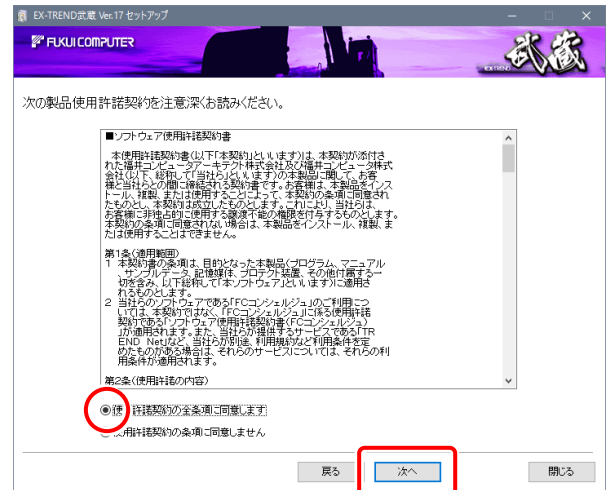 EX-TREND武蔵 Ver.17 セットアップ
FUKUI COMPUTER
EX-TREND 武蔵
次の製品使用許諾契約を注意深くお読みください。
■ソフトウェア使用許諾契約書
本使用許諾契約書(以下「本契約」といいます)は、本契約が添付さ
れた福井コンピュータアーキテクト株式会社及び福井コンピュータ株式
会社(以下、総称して「当社ら」といいます)の本製品に関して、お客
様と当社らとの間に締結される契約書です。お客様は、本製品をインス
トール、複製、または使用することによって、本契約の条項に同意され
たものとし、本契約は成立したものとします。これにより、当社らは、
お客様に非独占的に使用する譲渡不能の権限を付与するものとします。
本契約の条項に同意されない場合は、本製品をインストール、複製、ま
たは使用することはできません。
第1条(適用範囲)
1 本契約書の条項は、目的となった本製品(プログラム、マニュアル
、サンプルデータ、記憶媒体、プロテクト装置、その他付属する一
切を含み、以下総称して「本ソフトウェア」といいます)に適用さ
れるものとします。
2 当社らのソフトウェアである「FCコンシェルジュ」のご利用につ
いては、本契約ではなく、「FCコンシェルジュ」に係る使用許諾
契約である「ソフトウェア使用許諾契約書(FCコンシェルジュ)
」が適用されます。また、当社らが提供するサービスである「TR
END Net」など、当社らが別途、利用規約など利用条件を定
めたものがある場合は、それらのサービスについては、それらの利
用条件が適用されます。
第2条(使用許諾の内容)
使 許諾契約の全条項に同意します
使用許諾契約の条項に同意しません
戻る
次へ
閉じる